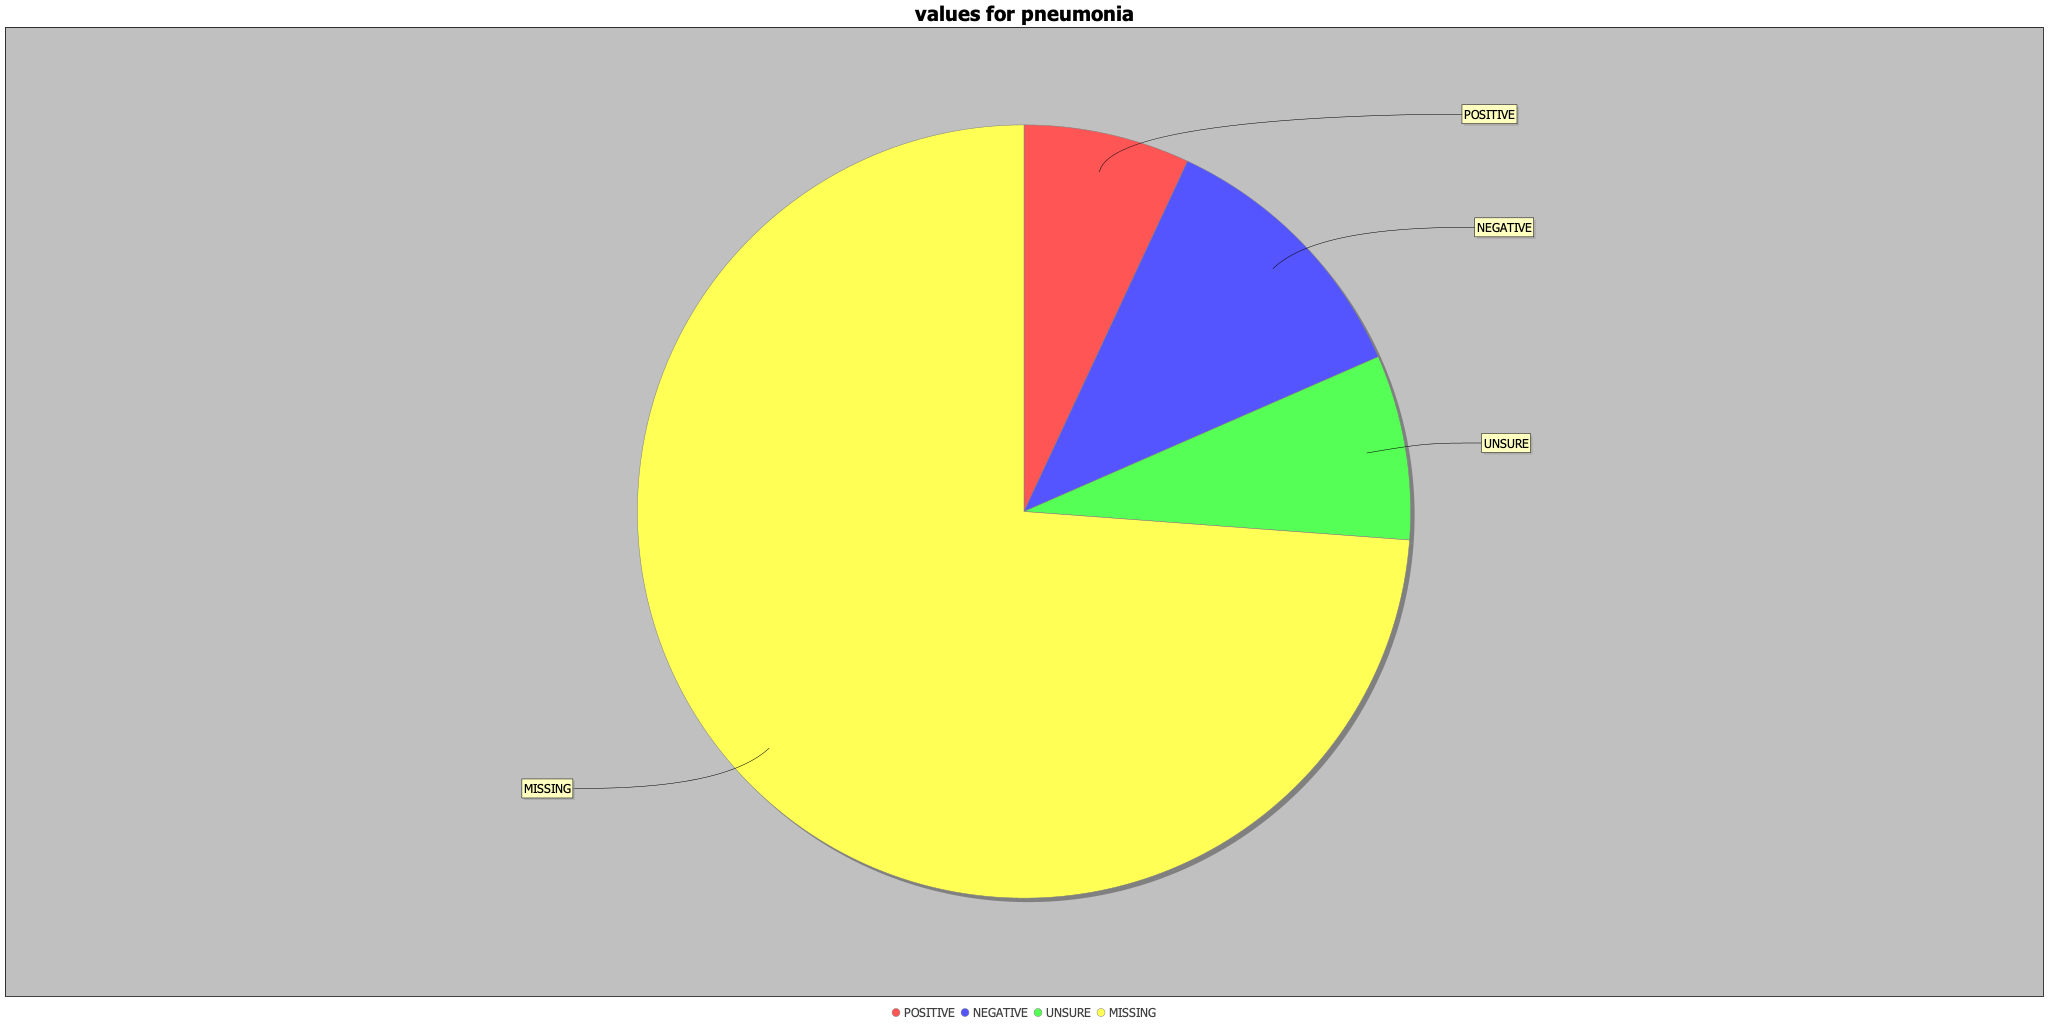 values for pneumonia
POSITIVE
NEGATIVE
UNSURE
MISSING
POSITIVE NEGATIVE UNSURE MISSING